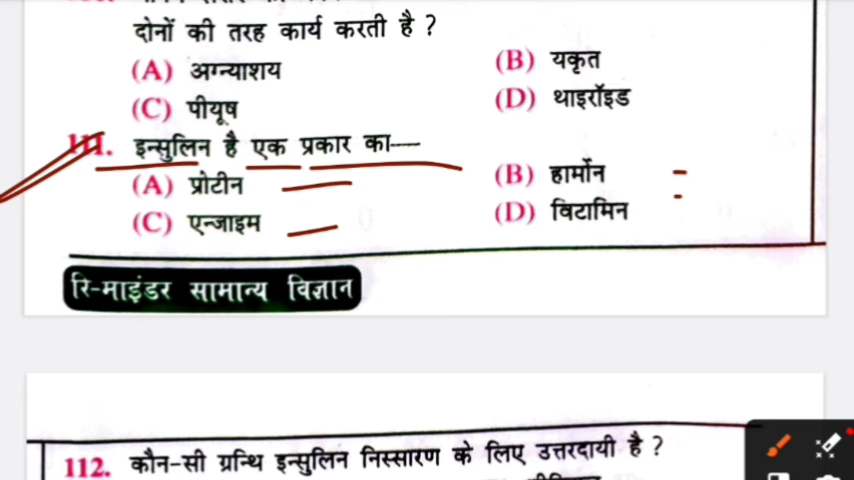 दोनों की तरह कार्य करती है ?
(A) अग्न्याशय (B) यकृत
(C) पीयूष (D) थाइरॉइड
111. इन्सुलिन है एक प्रकार का—
(A) प्रोटीन (B) हार्मोन
(C) एन्जाइम (D) विटामिन
रि-माइंडर सामान्य विज्ञान
112. कौन-सी ग्रन्थि इन्सुलिन निस्सारण के लिए उत्तरदायी है ?